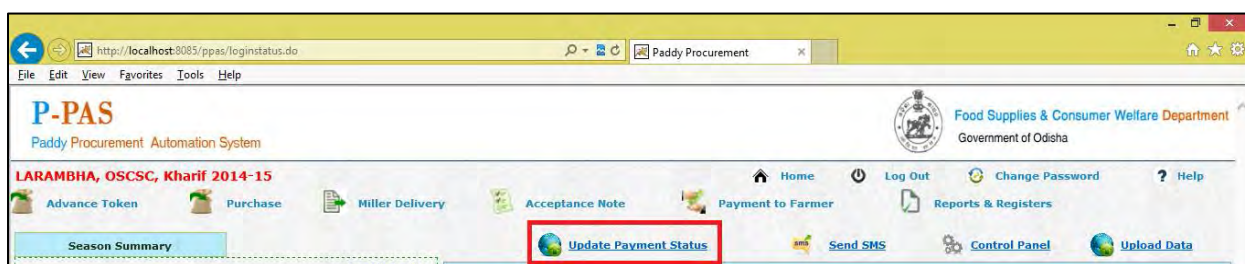 http://localhost:8085/ppas/loginstatus.do
Paddy Procurement
File Edit View Favorites Tools Help
P-PAS
Paddy Procurement Automation System
Food Supplies & Consumer Welfare Department
Government of Odisha
LARAMBHA, OSCSC, Kharif 2014-15
Home Log Out Change Password ? Help
Advance Token Purchase Miller Delivery Acceptance Note Payment to Farmer Reports & Registers
Season Summary Update Payment Status Send SMS Control Panel Upload Data